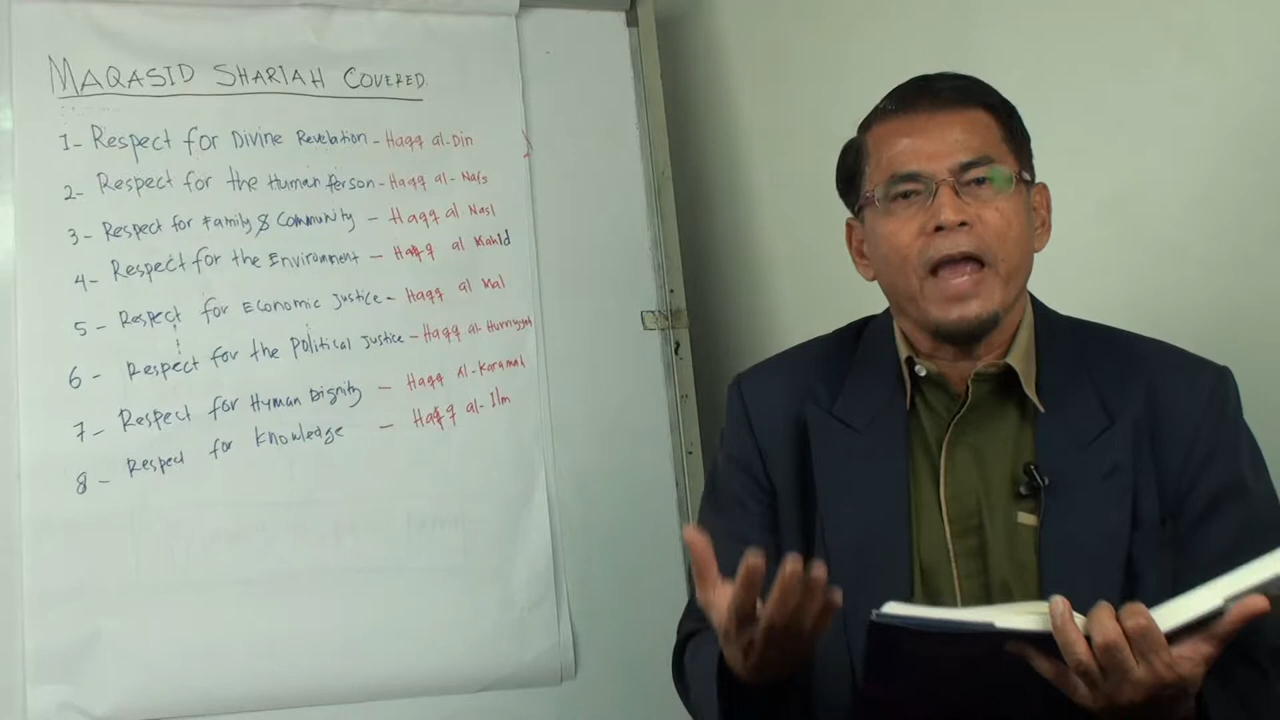 MAQASID SHARIAH COVERED.
1- Respect for Divine Revelation - Haqq al-Din
2- Respect for the Human Person - Haqq al-Nafs
3- Respect for Family & Community - Haqq al Nasl
4- Respect for the Environment - Haqq al Mahid
5- Respect for Economic Justice - Haqq al Mal
6- Respect for the Political Justice - Haqq al-Hurriyyah
7- Respect for Human Dignity - Haqq al-Karamah
8- Respect for Knowledge - Haqq al-Ilm